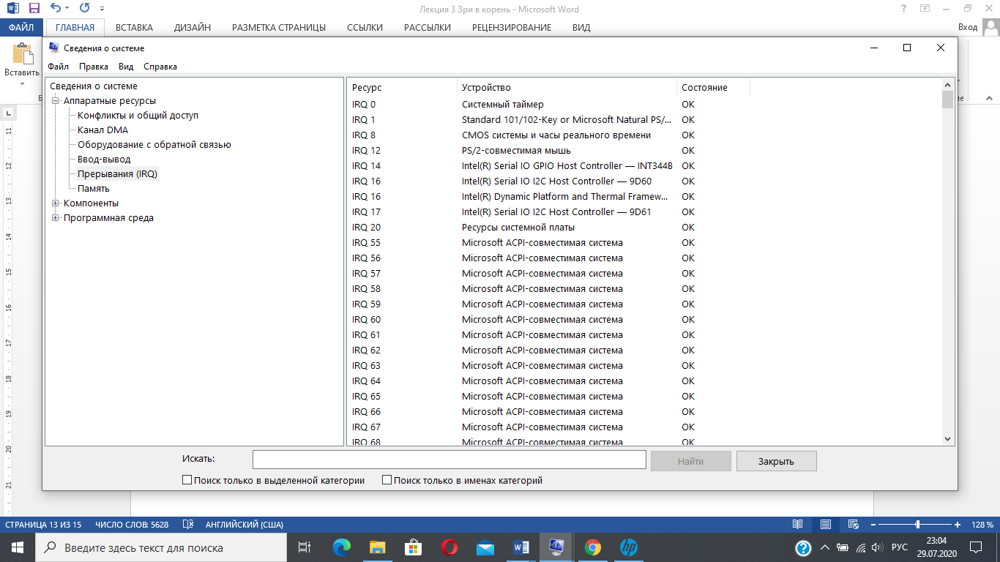 Лекция 3 Зри в корень - Microsoft Word
ФАЙЛ ГЛАВНАЯ ВСТАВКА ДИЗАЙН РАЗМЕТКА СТРАНИЦЫ ССЫЛКИ РАССЫЛКИ РЕЦЕНЗИРОВАНИЕ ВИД Вход
Вставить
Сведения о системе
Файл Правка Вид Справка
Сведения о системе
Аппаратные ресурсы
Конфликты и общий доступ
Канал DMA
Оборудование с обратной связью
Ввод-вывод
Прерывания (IRQ)
Память
Компоненты
Программная среда
Ресурс Устройство Состояние
IRQ 0 Системный таймер OK
IRQ 1 Standard 101/102-Key or Microsoft Natural PS/... OK
IRQ 8 CMOS системы и часы реального времени OK
IRQ 12 PS/2-совместимая мышь OK
IRQ 14 Intel(R) Serial IO GPIO Host Controller — INT344B OK
IRQ 16 Intel(R) Serial IO I2C Host Controller — 9D60 OK
IRQ 16 Intel(R) Dynamic Platform and Thermal Framew... OK
IRQ 17 Intel(R) Serial IO I2C Host Controller — 9D61 OK
IRQ 20 Ресурсы системной платы OK
IRQ 55 Microsoft ACPI-совместимая система OK
IRQ 56 Microsoft ACPI-совместимая система OK
IRQ 57 Microsoft ACPI-совместимая система OK
IRQ 58 Microsoft ACPI-совместимая система OK
IRQ 59 Microsoft ACPI-совместимая система OK
IRQ 60 Microsoft ACPI-совместимая система OK
IRQ 61 Microsoft ACPI-совместимая система OK
IRQ 62 Microsoft ACPI-совместимая система OK
IRQ 63 Microsoft ACPI-совместимая система OK
IRQ 64 Microsoft ACPI-совместимая система OK
IRQ 65 Microsoft ACPI-совместимая система OK
IRQ 66 Microsoft ACPI-совместимая система OK
IRQ 67 Microsoft ACPI-совместимая система OK
IRQ 68 Microsoft ACPI-совместимая система OK
Искать: Найти Закрыть
Поиск только в выделенной категории Поиск только в именах категорий
11
12
13
14
15
16
17
18
19
20
21
СТРАНИЦА 13 ИЗ 15 ЧИСЛО СЛОВ: 5628 АНГЛИЙСКИЙ (США) 128 %
Введите здесь текст для поиска
РУС
23:04
29.07.2020